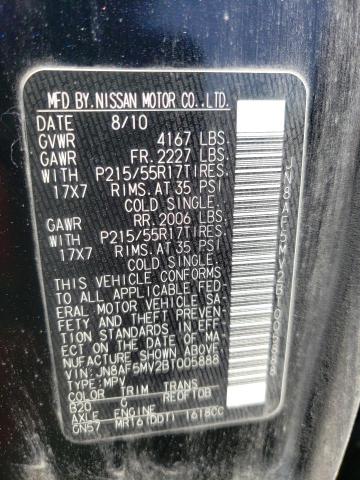 MFD BY.NISSAN MOTOR CO.,LTD.
DATE 8/10
GVWR 4167 LBS.
GAWR FR. 2227 LBS.
WITH P215/55R17TIRES.
17X7 RIMS. AT 35 PSI
COLD SINGLE.
GAWR RR. 2006 LBS.
WITH P215/55R17TIRES.
17X7 RIMS. AT 35 PSI
COLD SINGLE.
THIS VEHICLE CONFORMS
TO ALL APPLICABLE FED-
ERAL MOTOR VEHICLE SA-
FETY AND THEFT PREVEN-
TION STANDARDS IN EFF-
ECT ON THE DATE OF MA-
NUFACTURE SHOWN ABOVE.
VIN:JN8AF5MV2BT005888
MPV
COLOR TRIM TRANS
B20 G RE0F10B
AXLE ENGINE
GN57 MR16(DDT) 1618CC
JN8AF5MV2BT005888